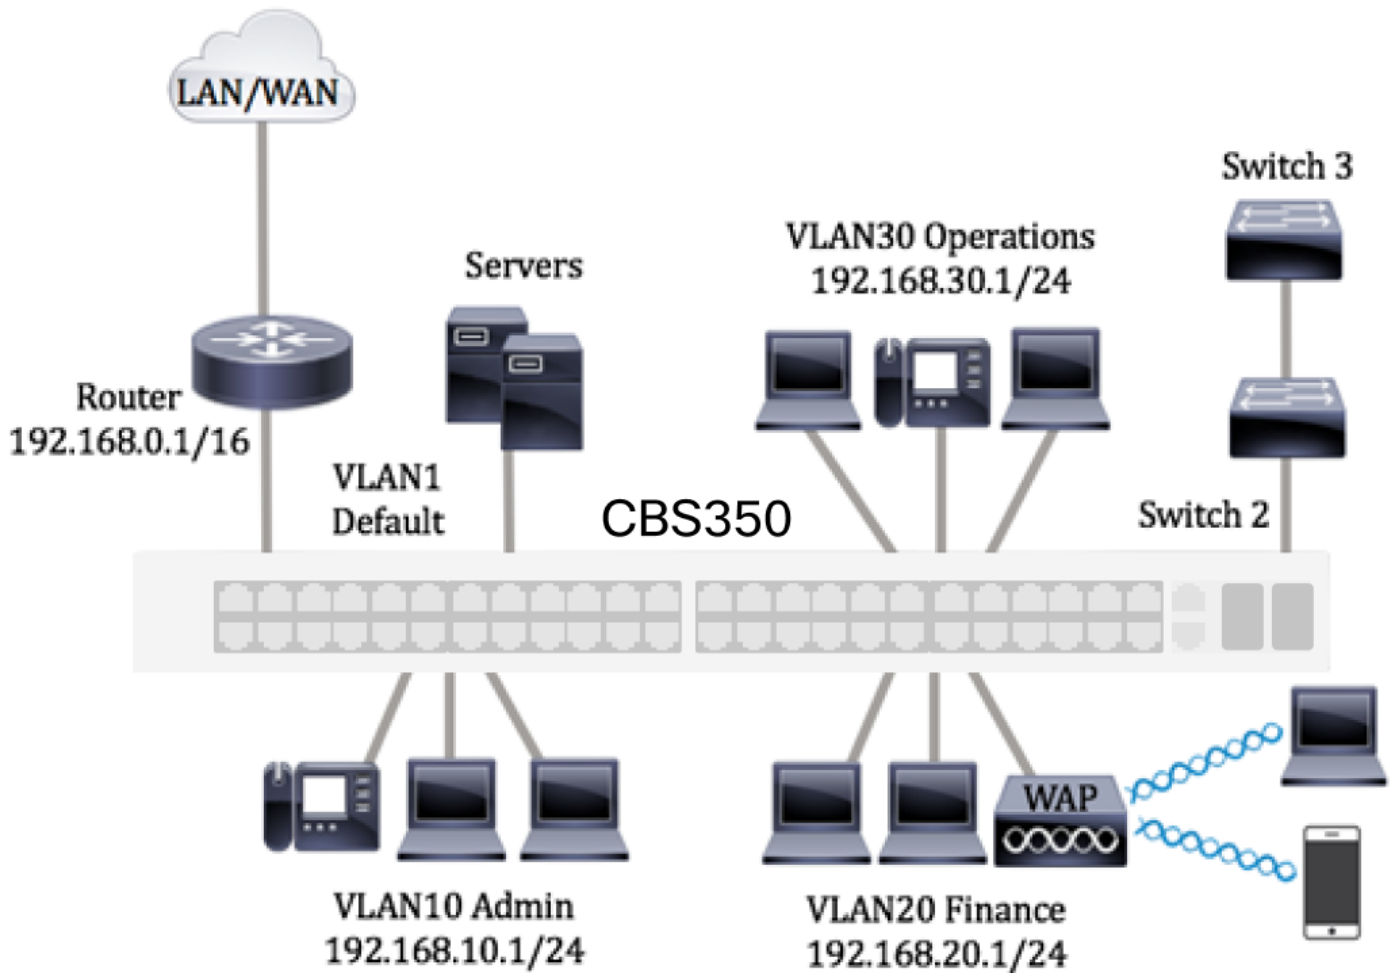 LAN/WAN
Switch 3
VLAN30 Operations
192.168.30.1/24
Servers
Router
192.168.0.1/16
VLAN1
Default
CBS350
Switch 2
WAP
VLAN10 Admin
192.168.10.1/24
VLAN20 Finance
192.168.20.1/24